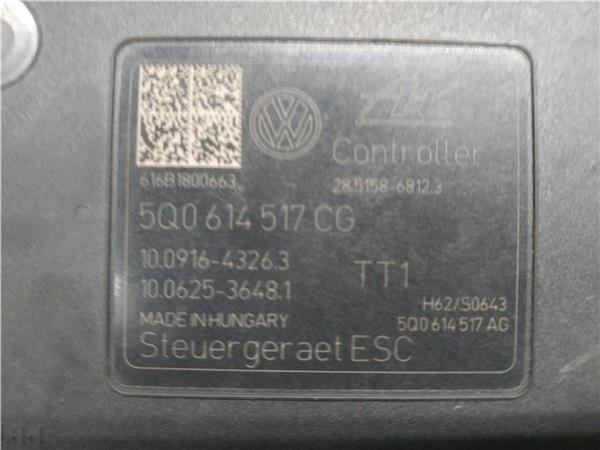 Controller
616B1800663
28.5158-6812.3
5Q0 614 517 CG
10.0916-4326.3
TT1
10.0625-3648.1
H62/S0643
MADE IN HUNGARY
5Q0 614 517 AG
Steuergeraet ESC